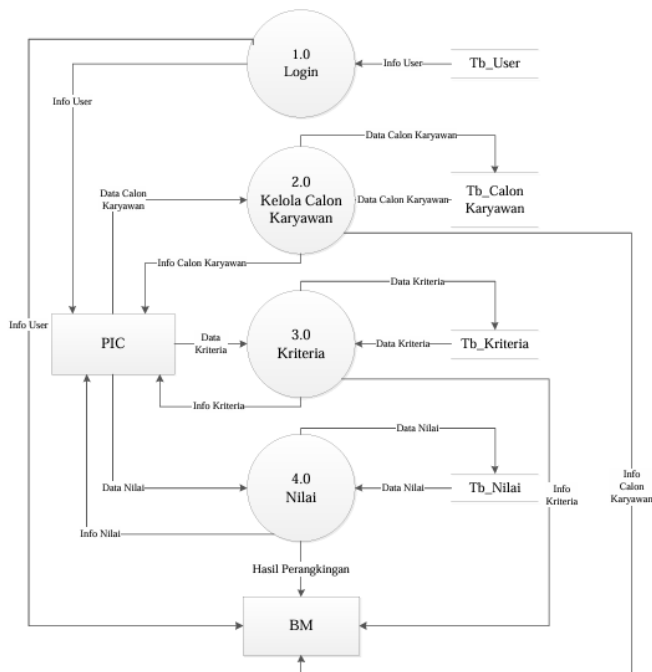 1.0
Login
Info User
Tb_User
Info User
Data Calon Karyawan
2.0
Kelola Calon
Karyawan
Data Calon
Karyawan
Data Calon Karyawan
Tb_Calon
Karyawan
Info Calon Karyawan
Data Kriteria
Info User
PIC
Data
Kriteria
3.0
Kriteria
Data Kriteria
Tb_Kriteria
Info Kriteria
Data Nilai
4.0
Nilai
Data Nilai
Data Nilai
Tb_Nilai
Info
Kriteria
Info
Calon
Karyawan
Info Nilai
Hasil Perangkingan
BM